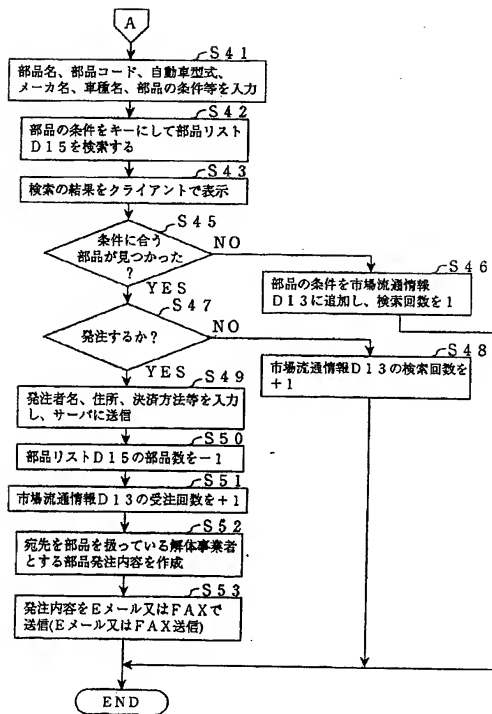 A
S41
部品名、部品コード、自動車型式、
メーカ名、車種名、部品の条件等を入力
S42
部品の条件をキーにして部品リスト
D15を検索する
S43
検索の結果をクライアントで表示
S45
条件に合う
部品が見つかった
?
NO
YES
S46
部品の条件を市場流通情報
D13に追加し、検索回数を1
S47
発注するか?
NO
YES
S48
市場流通情報D13の検索回数を
+1
S49
発注者名、住所、決済方法等を入力
し、サーバに送信
S50
部品リストD15の部品数を-1
S51
市場流通情報D13の受注回数を+1
S52
宛先を部品を扱っている解体事業者
とする部品発注内容を作成
S53
発注内容をEメール又はFAXで
送信(Eメール又はFAX送信)
END